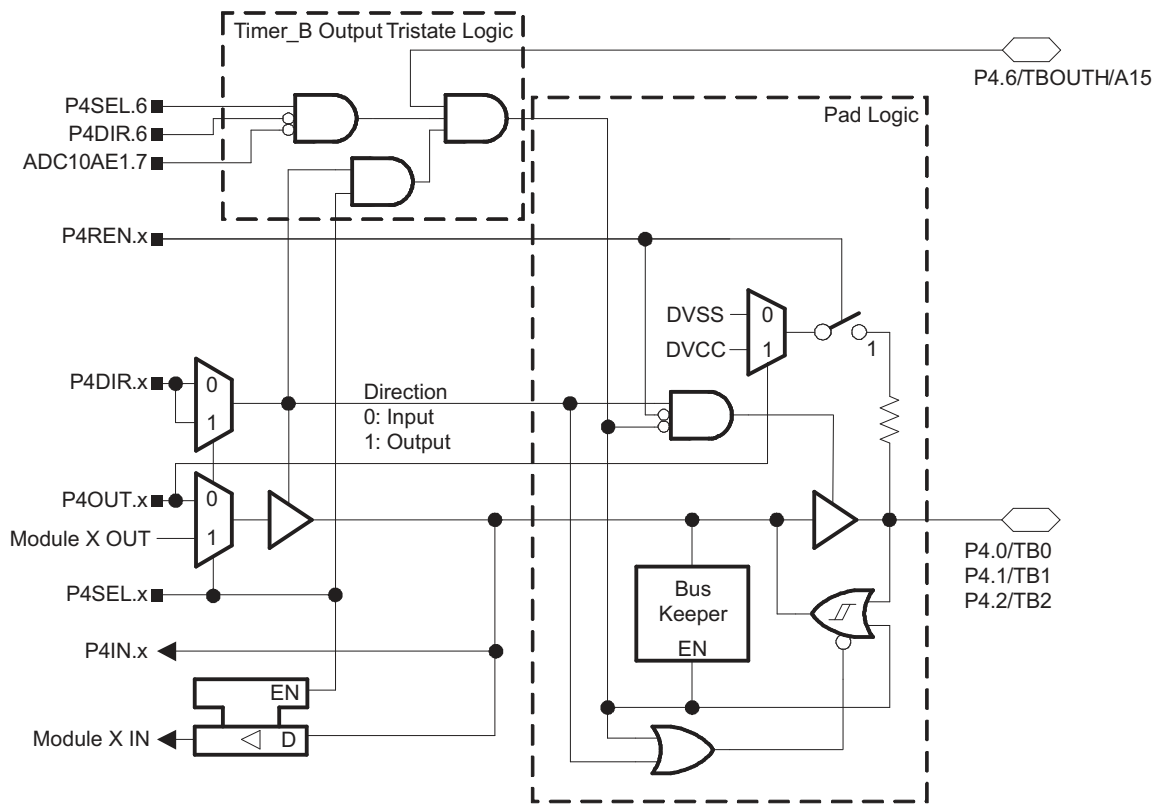 Timer_B Output Tristate Logic
P4.6/TBOUTH/A15
P4SEL.6
P4DIR.6
ADC10AE1.7
Pad Logic
P4REN.x
DVSS
0
DVCC
1
1
P4DIR.x
0
1
Direction
0: Input
1: Output
P4OUT.x
0
Module X OUT
1
P4.0/TB0
P4.1/TB1
P4.2/TB2
Bus
Keeper
EN
P4SEL.x
P4IN.x
EN
Module X IN
D